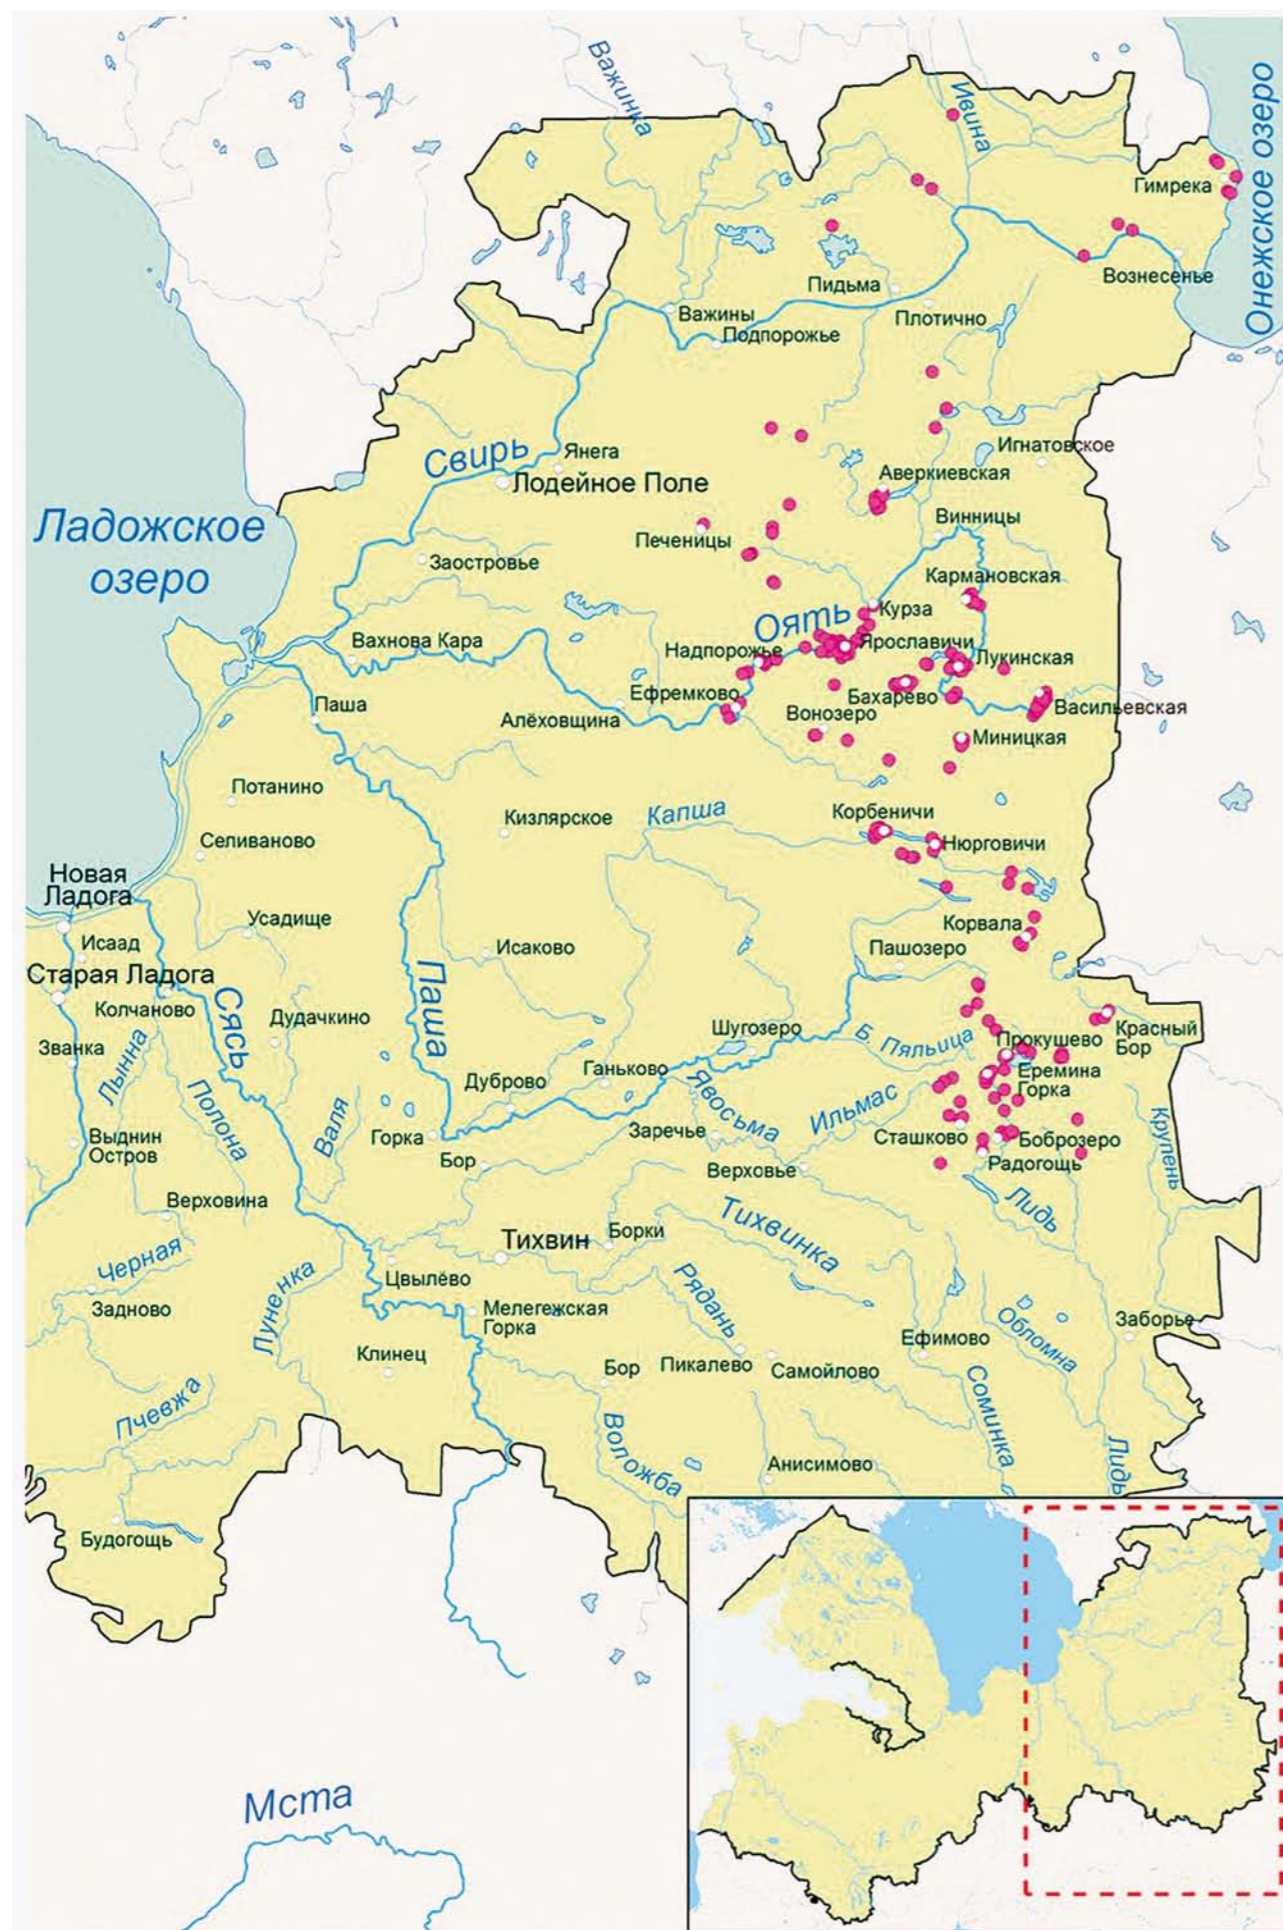 Важинка
Ивина
Онежское озеро
Гимрека
Вознесенье
Пидьма
Плотично
Важины
Подпорожье
Свирь
Янега
Лодейное Поле
Игнатовское
Аверкиевская
Винницы
Ладожское
озеро
Печеницы
Заостровье
Кармановская
Оять
Курза
Вахнова Кара
Надпорожье
Ярославичи
Лукинская
Ефремково
Бахарево
Васильевская
Паша
Алёховщина
Вонозеро
Миницкая
Потанино
Кизлярское
Капша
Корбеничи
Нюрговичи
Селиваново
Новая
Ладога
Усадище
Исаад
Исаково
Корвала
Пашозеро
Старая Ладога
Колчаново
Сясь
Паша
Дудачкино
Шугозеро
Б. Пяльица
Прокушево
Красный
Бор
Званка
Лынна
Полона
Ганьково
Дуброво
Явосьма
Ильмас
Еремина
Горка
Крупень
Валя
Горка
Заречье
Сташково
Боброзеро
Выднин
Остров
Бор
Верховье
Радогощь
Верховина
Лидь
Тихвинка
Тихвин
Борки
Черная
Цвылёво
Рядань
Задново
Луненка
Мелегежская
Горка
Обломна
Заборье
Ефимово
Клинец
Бор
Пикалево
Самойлово
Соминка
Пчевжа
Воложба
Лидь
Анисимово
Будогощь
Мста